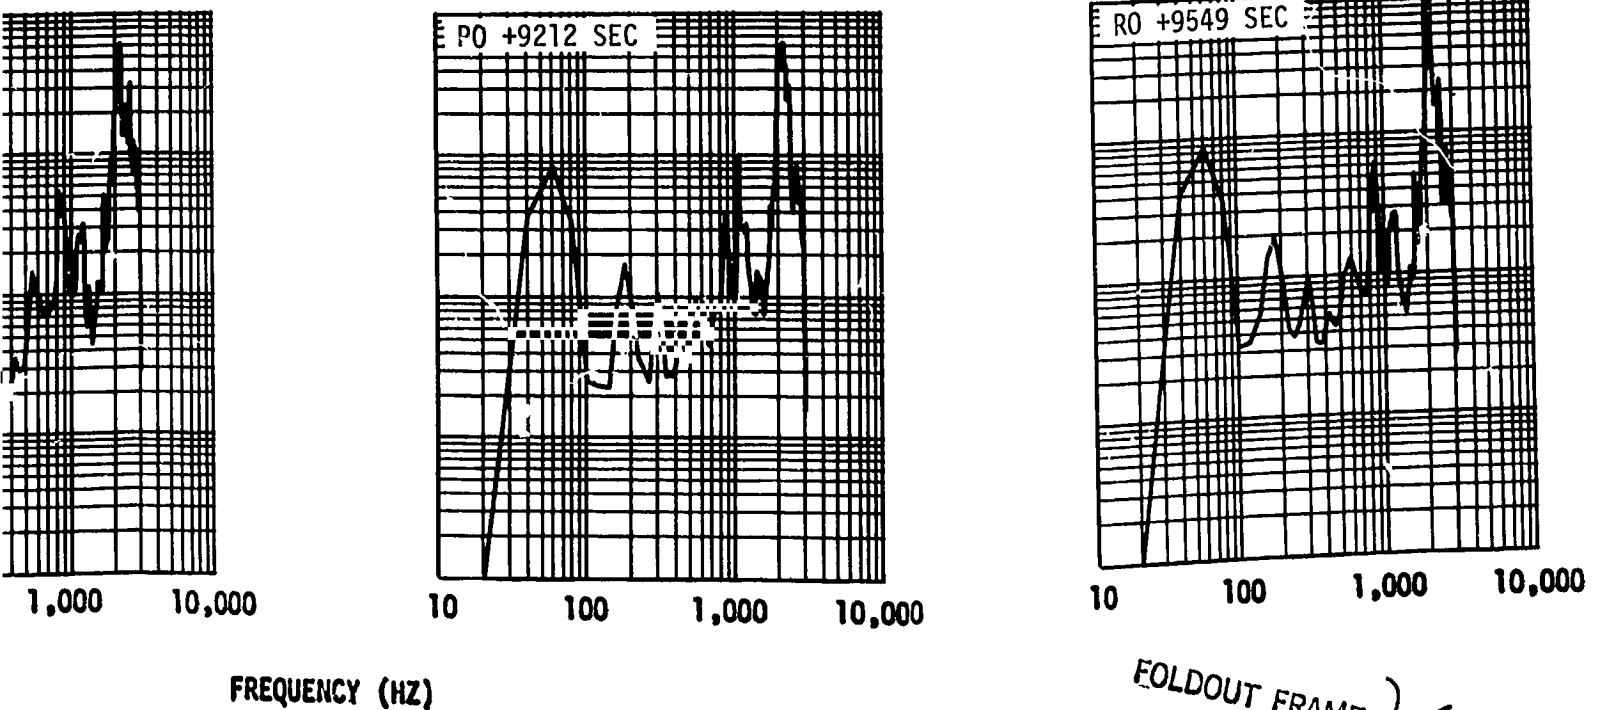 PO +9212 SEC
RO +9549 SEC
1,000 10,000
10 100 1,000 10,000
10 100 1,000 10,000
FREQUENCY (HZ)
FOLDOUT FRAME